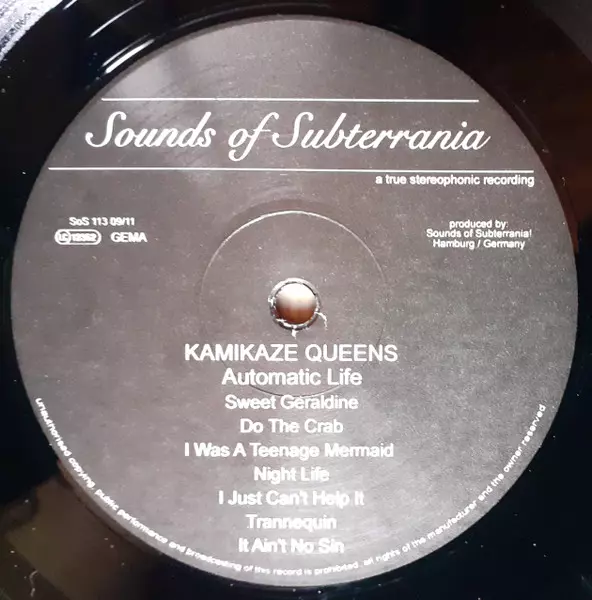 Sounds of Subterrania
a true stereophonic recording
SoS 113 09/11
LC 12352 GEMA
produced by:
Sounds of Subterrania!
Hamburg / Germany
KAMIKAZE QUEENS
Automatic Life
Sweet Geraldine
Do The Crab
I Was A Teenage Mermaid
Night Life
I Just Can't Help It
Trannequin
It Ain't No Sin
unauthorised copying, public performance and broadcasting of this record is prohibited, all rights of the manufacturer and the owner reserved